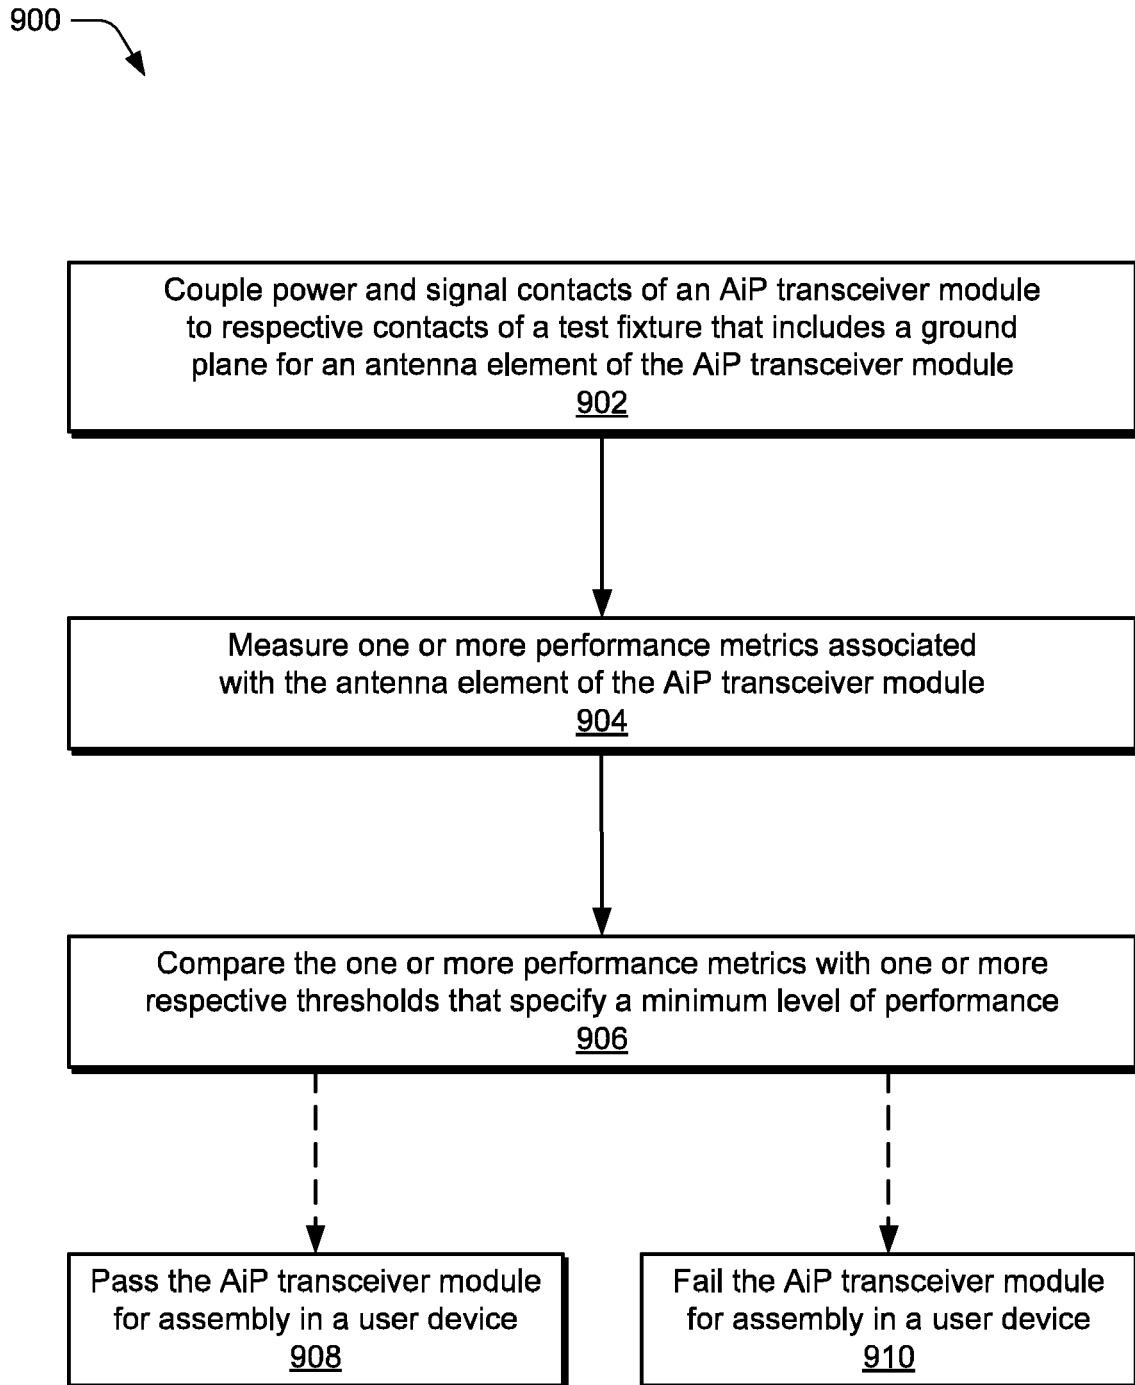 900
Couple power and signal contacts of an AiP transceiver module
to respective contacts of a test fixture that includes a ground
plane for an antenna element of the AiP transceiver module
902
Measure one or more performance metrics associated
with the antenna element of the AiP transceiver module
904
Compare the one or more performance metrics with one or more
respective thresholds that specify a minimum level of performance
906
Pass the AiP transceiver module
for assembly in a user device
908
Fail the AiP transceiver module
for assembly in a user device
910